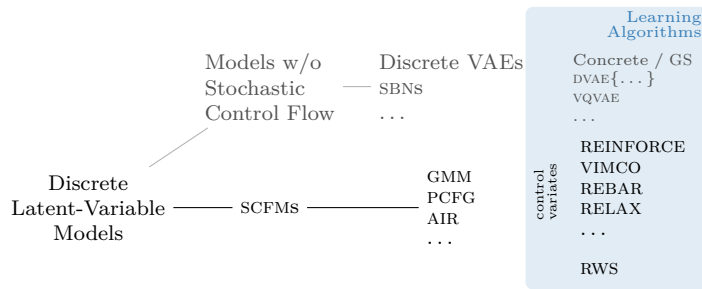 Learning
Algorithms
Models w/o
Stochastic
Control Flow
Discrete VAEs
SBNs
...
Concrete / GS
DVAE{...}
VQVAE
...
Discrete
Latent-Variable
Models
SCFMs
GMM
PCFG
AIR
...
control
variates
REINFORCE
VIMCO
REBAR
RELAX
...
RWS